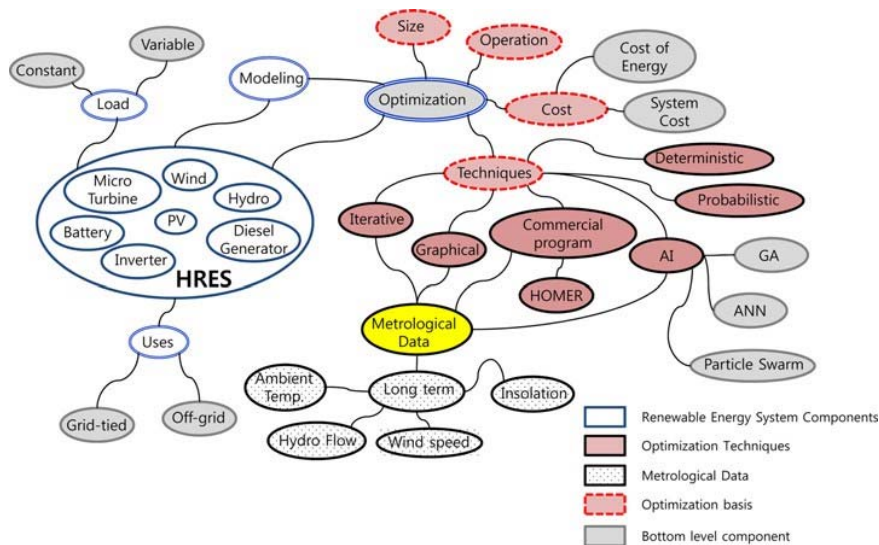 Size
Operation
Variable
Constant
Cost of
Energy
Modeling
Optimization
Load
Cost
System
Cost
Deterministic
Wind
Techniques
Micro
Turbine
Probabilistic
Hydro
Iterative
PV
Commercial
program
Battery
Diesel
Generator
Graphical
AI
GA
Inverter
HRES
HOMER
ANN
Metrological
Data
Uses
Particle Swarm
Ambient
Temp.
Long term
Insolation
Grid-tied
Off-grid
Hydro Flow
Wind speed
Renewable Energy System Components
Optimization Techniques
Metrological Data
Optimization basis
Bottom level component